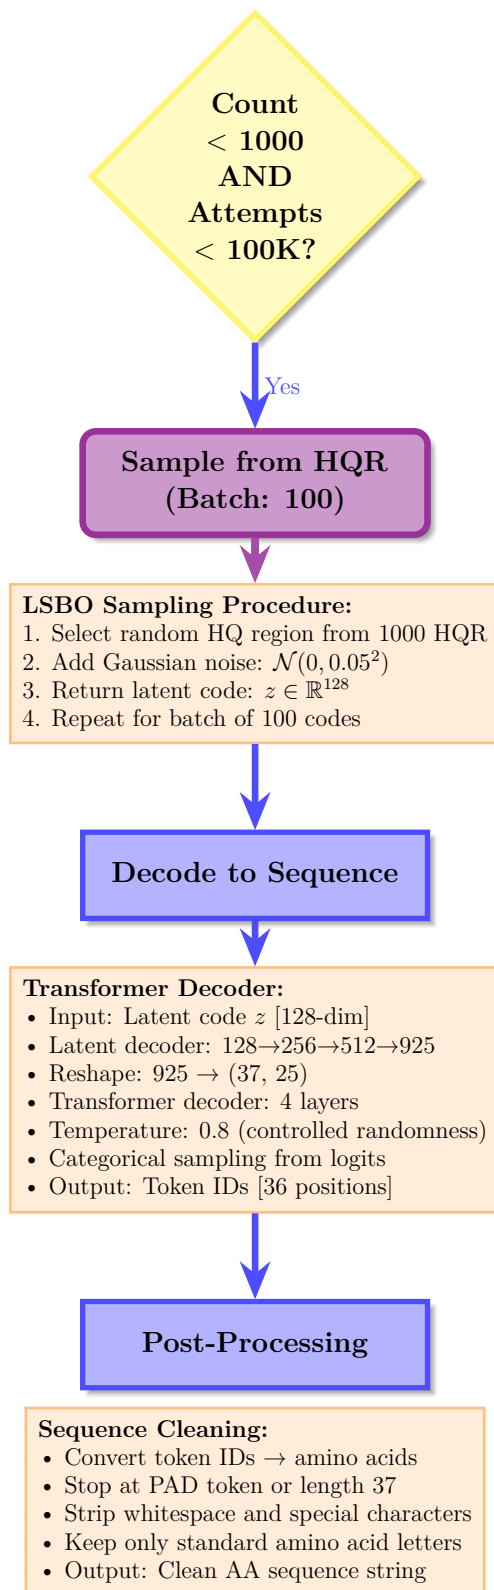 Count
< 1000
AND
Attempts
< 100K?
Yes
Sample from HQR
(Batch: 100)
LSBO Sampling Procedure:
1. Select random HQ region from 1000 HQR
2. Add Gaussian noise: 𝒩(0, 0.05²)
3. Return latent code: z ∈ ℝ¹²⁸
4. Repeat for batch of 100 codes
Decode to Sequence
Transformer Decoder:
• Input: Latent code z [128-dim]
• Latent decoder: 128→256→512→925
• Reshape: 925 → (37, 25)
• Transformer decoder: 4 layers
• Temperature: 0.8 (controlled randomness)
• Categorical sampling from logits
• Output: Token IDs [36 positions]
Post-Processing
Sequence Cleaning:
• Convert token IDs → amino acids
• Stop at PAD token or length 37
• Strip whitespace and special characters
• Keep only standard amino acid letters
• Output: Clean AA sequence string